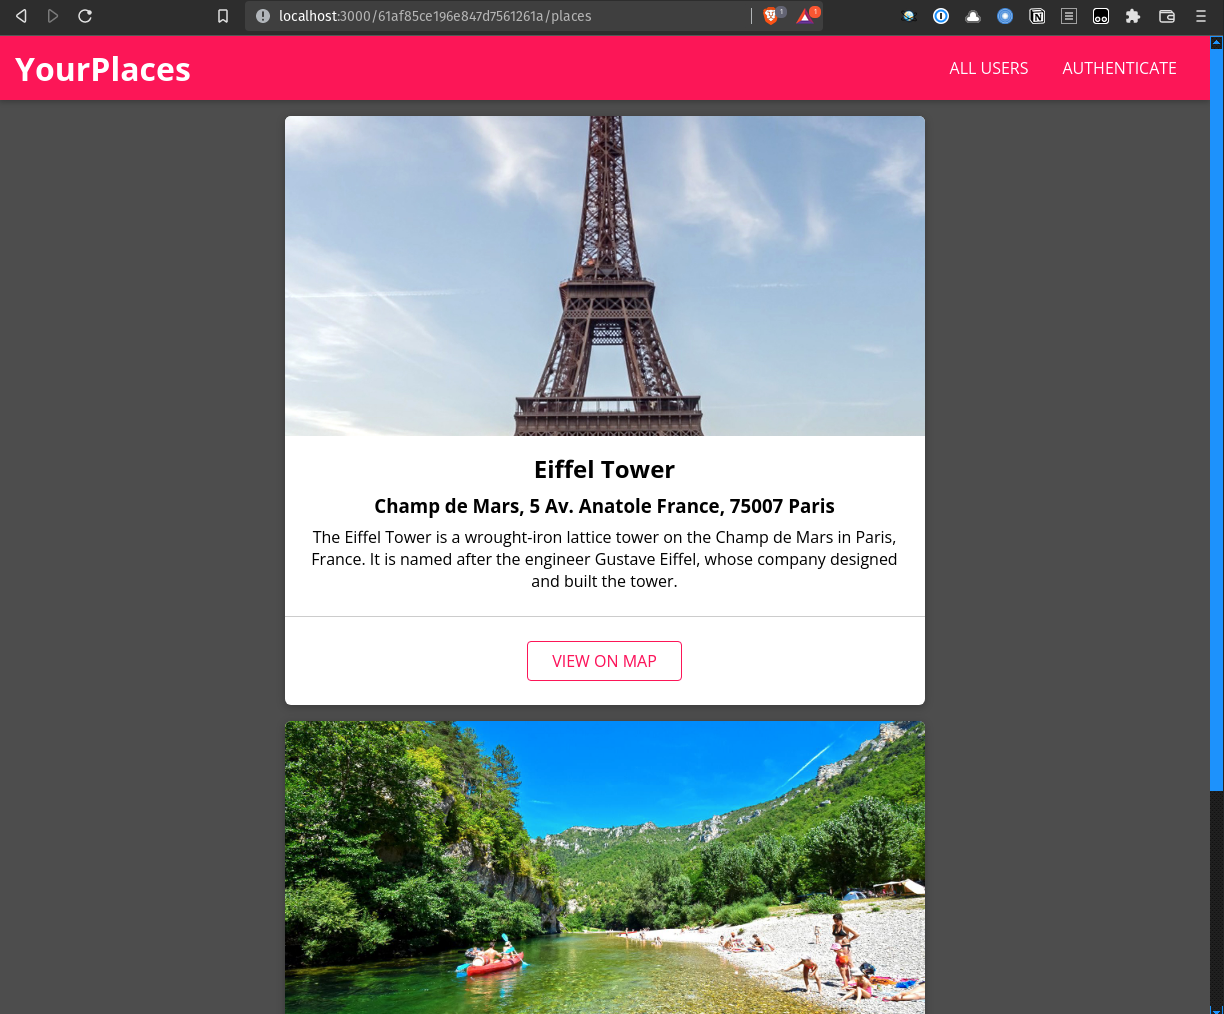 localhost:3000/61af85ce196e847d7561261a/places
1
1
YourPlaces
ALL USERS
AUTHENTICATE
Eiffel Tower
Champ de Mars, 5 Av. Anatole France, 75007 Paris
The Eiffel Tower is a wrought-iron lattice tower on the Champ de Mars in Paris,
France. It is named after the engineer Gustave Eiffel, whose company designed
and built the tower.
VIEW ON MAP